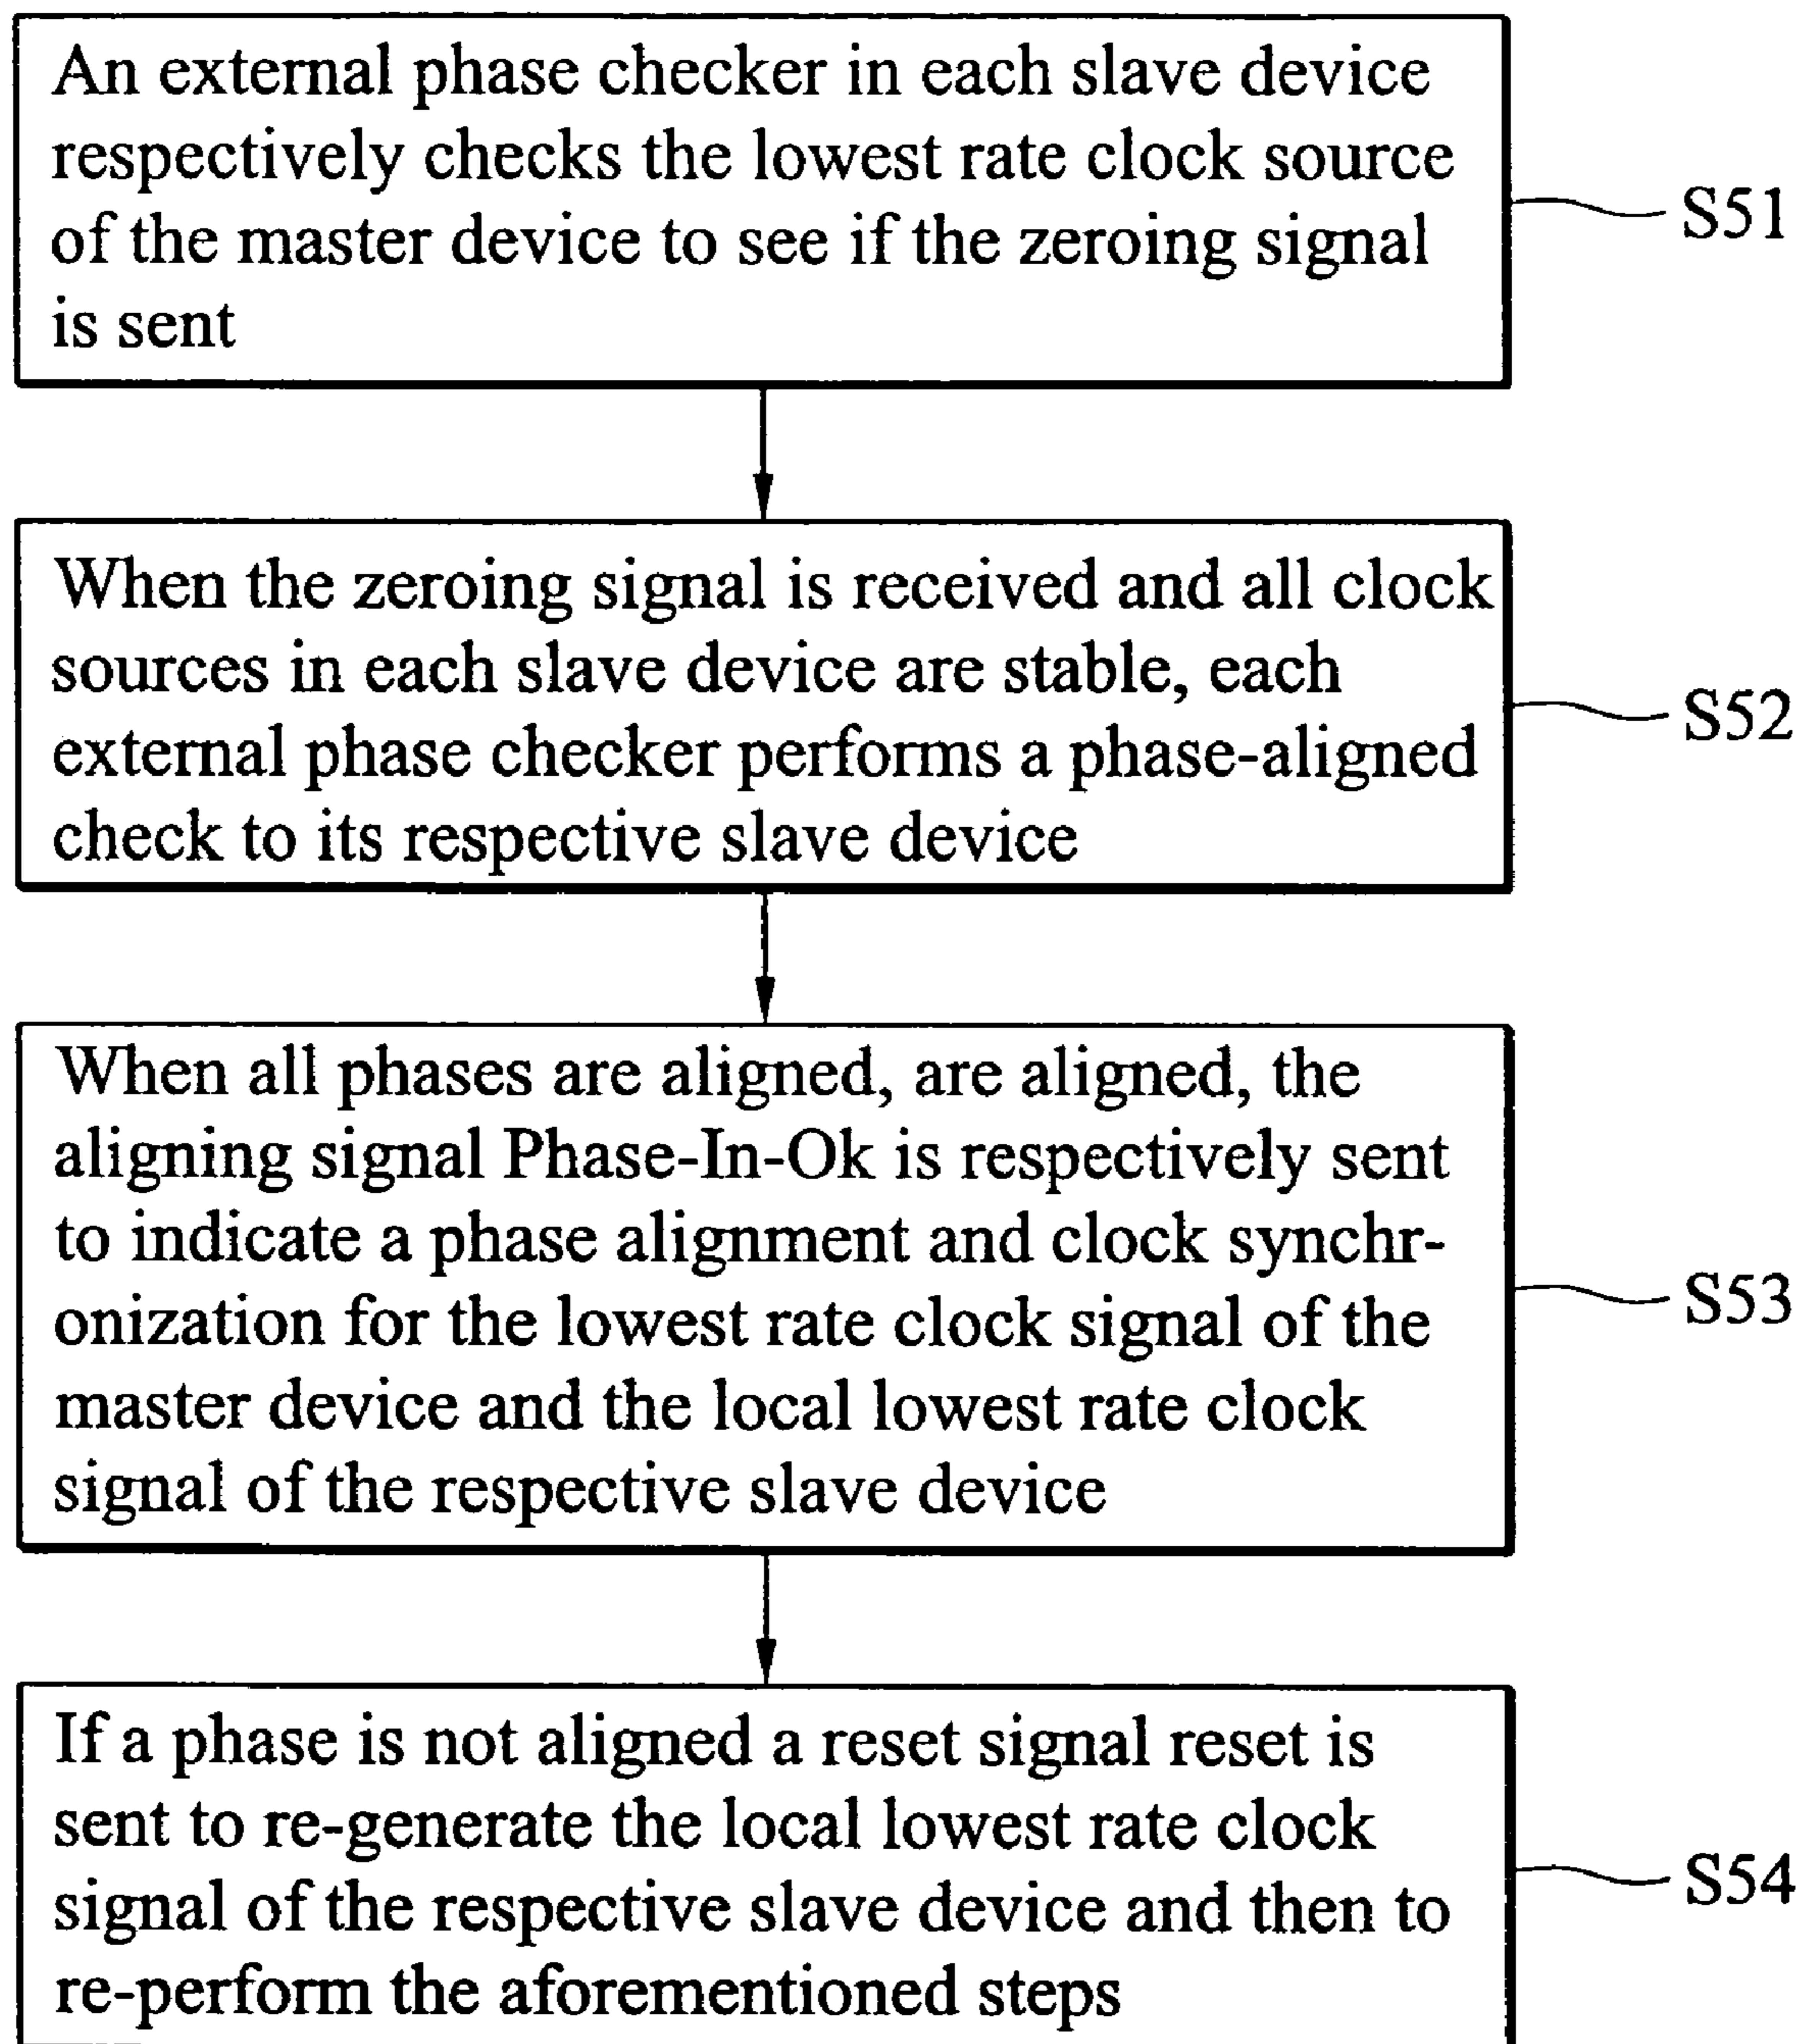 An external phase checker in each slave device
respectively checks the lowest rate clock source
of the master device to see if the zeroing signal
is sent
S51
When the zeroing signal is received and all clock
sources in each slave device are stable, each
external phase checker performs a phase-aligned
check to its respective slave device
S52
When all phases are aligned, are aligned, the
aligning signal Phase-In-Ok is respectively sent
to indicate a phase alignment and clock synchr-
onization for the lowest rate clock signal of the
master device and the local lowest rate clock
signal of the respective slave device
S53
If a phase is not aligned a reset signal reset is
sent to re-generate the local lowest rate clock
signal of the respective slave device and then to
re-perform the aforementioned steps
S54